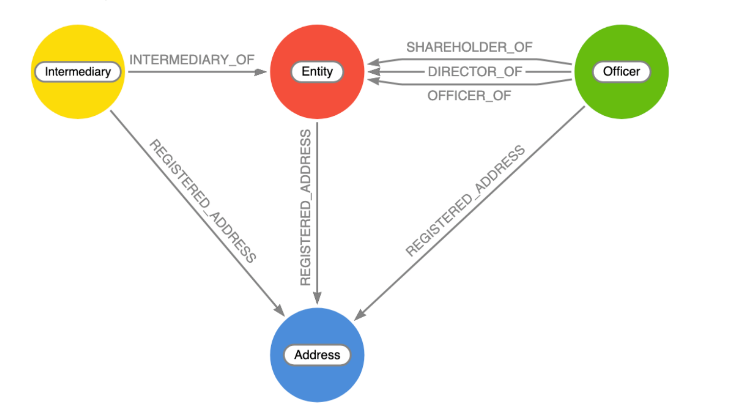 SHAREHOLDER_OF
Intermediary
INTERMEDIARY_OF
Entity
DIRECTOR_OF
Officer
OFFICER_OF
REGISTERED_ADDRESS
REGISTERED_ADDRESS
REGISTERED_ADDRESS
Address